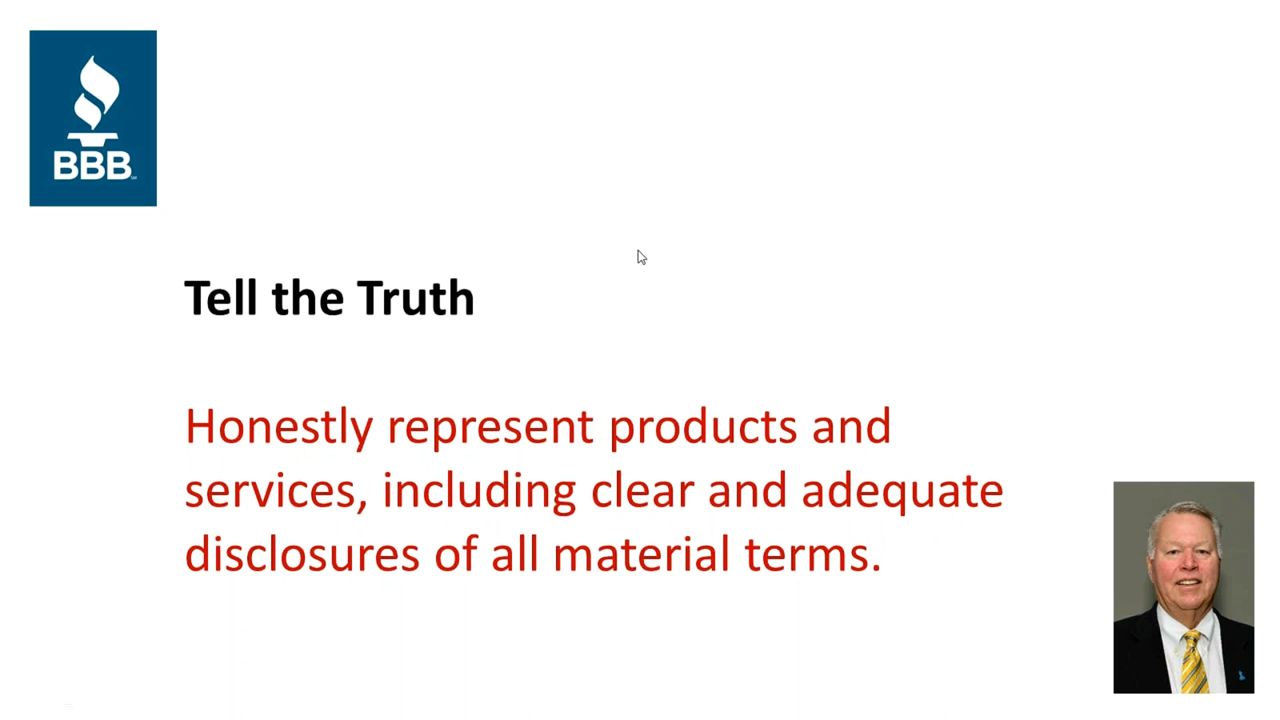 BBB
Tell the Truth
Honestly represent products and
services, including clear and adequate
disclosures of all material terms.